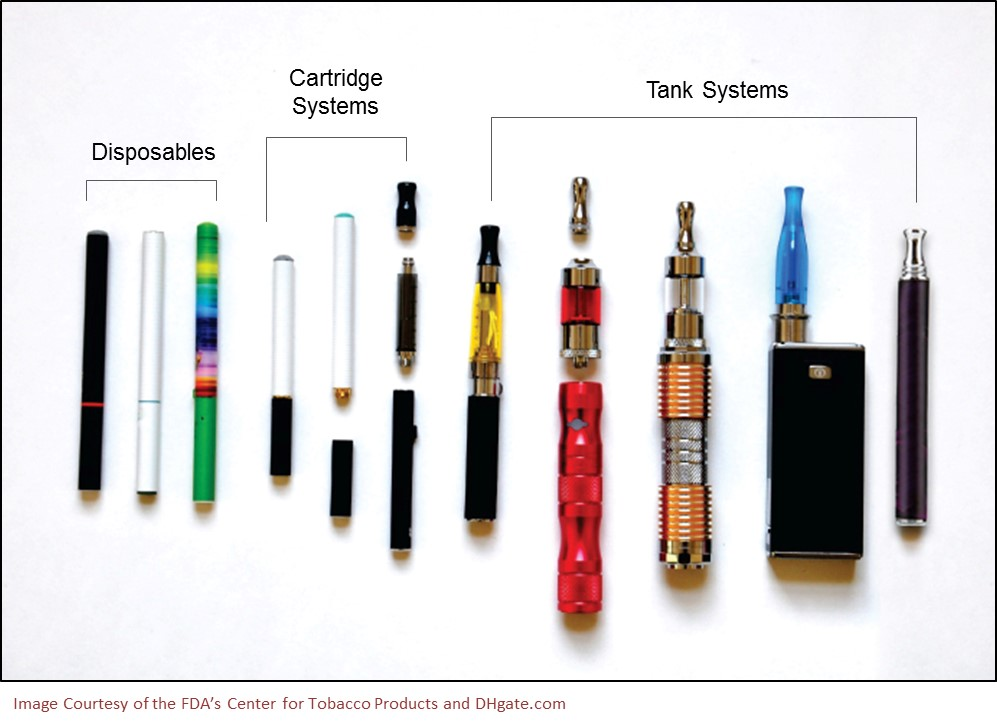 Cartridge
Systems
Tank Systems
Disposables
Image Courtesy of the FDA’s Center for Tobacco Products and DHgate.com